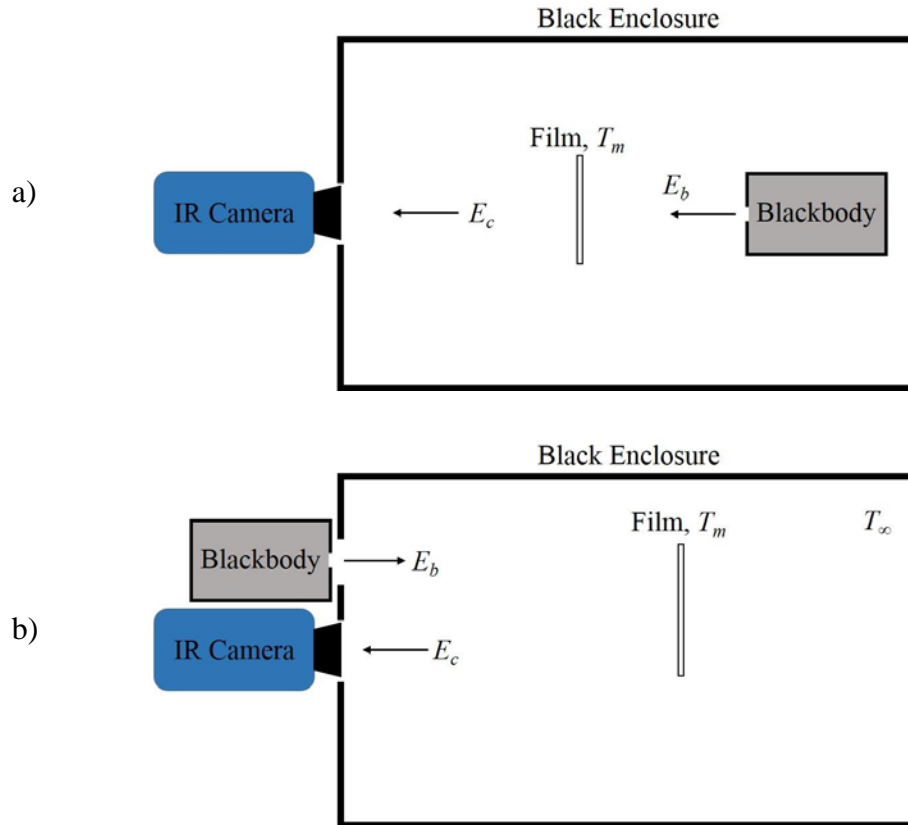 Black Enclosure
Film, T_m
a)
IR Camera
E_c
E_b
Blackbody
Black Enclosure
Film, T_m
T_∞
Blackbody
E_b
b)
IR Camera
E_c